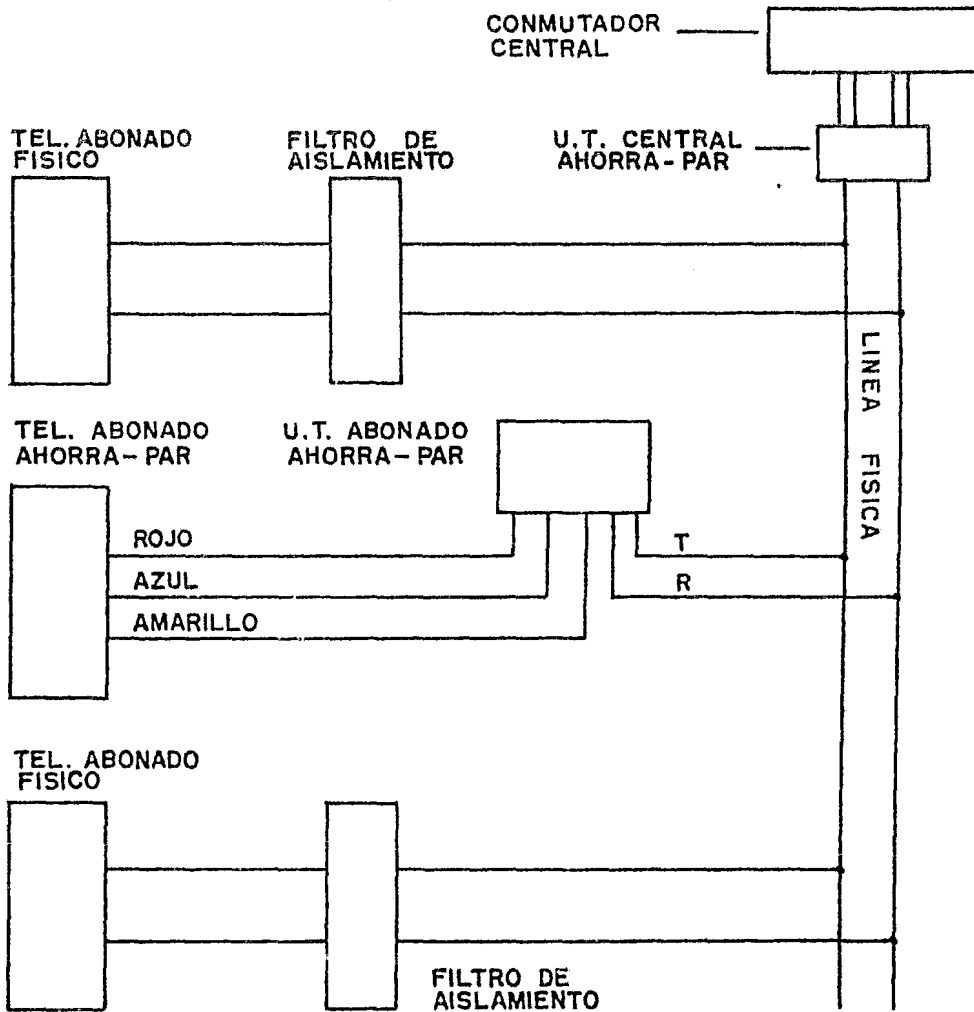 CONMUTADOR
CENTRAL
TEL. ABONADO
FISICO
FILTRO DE
AISLAMIENTO
U.T. CENTRAL
AHORRA-PAR
LINEA FISICA
TEL. ABONADO
AHORRA-PAR
U.T. ABONADO
AHORRA-PAR
ROJO
T
AZUL
R
AMARILLO
TEL. ABONADO
FISICO
FILTRO DE
AISLAMIENTO